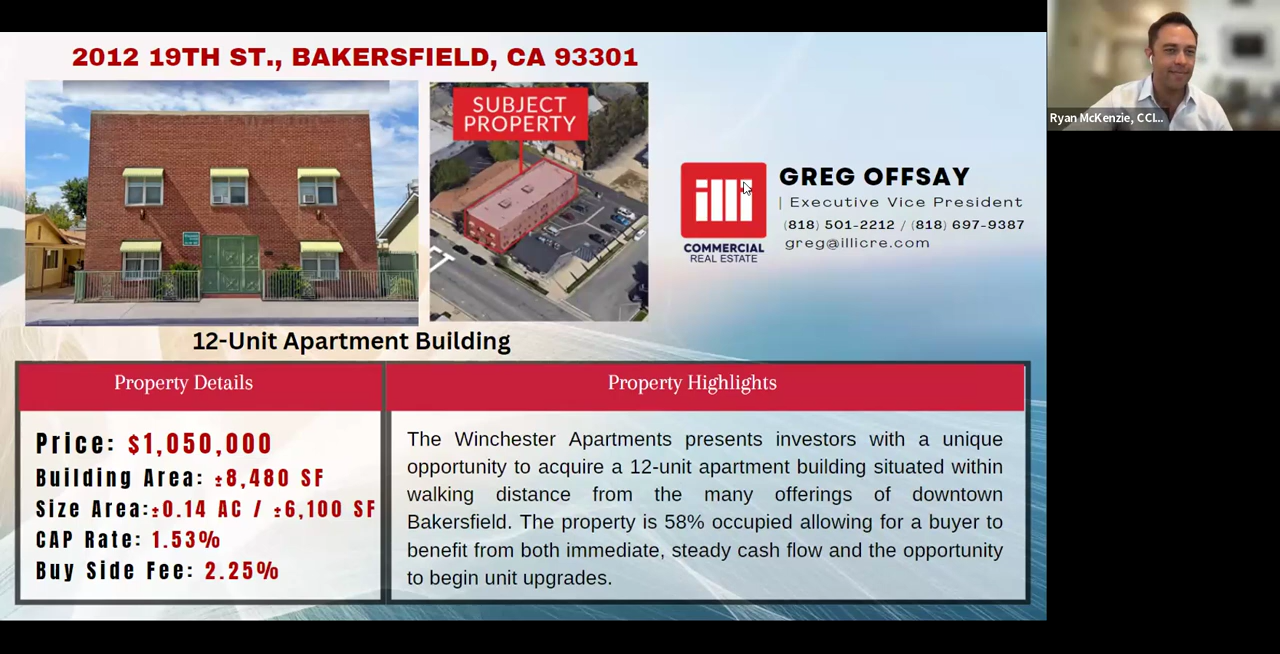 2012 19TH ST., BAKERSFIELD, CA 93301
SUBJECT
PROPERTY
illi
COMMERCIAL
REAL ESTATE
GREG OFFSAY
| Executive Vice President
(818) 501-2212 / (818) 697-9387
greg@illicre.com
Ryan McKenzie, CCI...
12-Unit Apartment Building
Property Details
Price: $1,050,000
Building Area: ±8,480 SF
Size Area:±0.14 AC / ±6,100 SF
CAP Rate: 1.53%
Buy Side Fee: 2.25%
Property Highlights
The Winchester Apartments presents investors with a unique
opportunity to acquire a 12-unit apartment building situated within
walking distance from the many offerings of downtown
Bakersfield. The property is 58% occupied allowing for a buyer to
benefit from both immediate, steady cash flow and the opportunity
to begin unit upgrades.